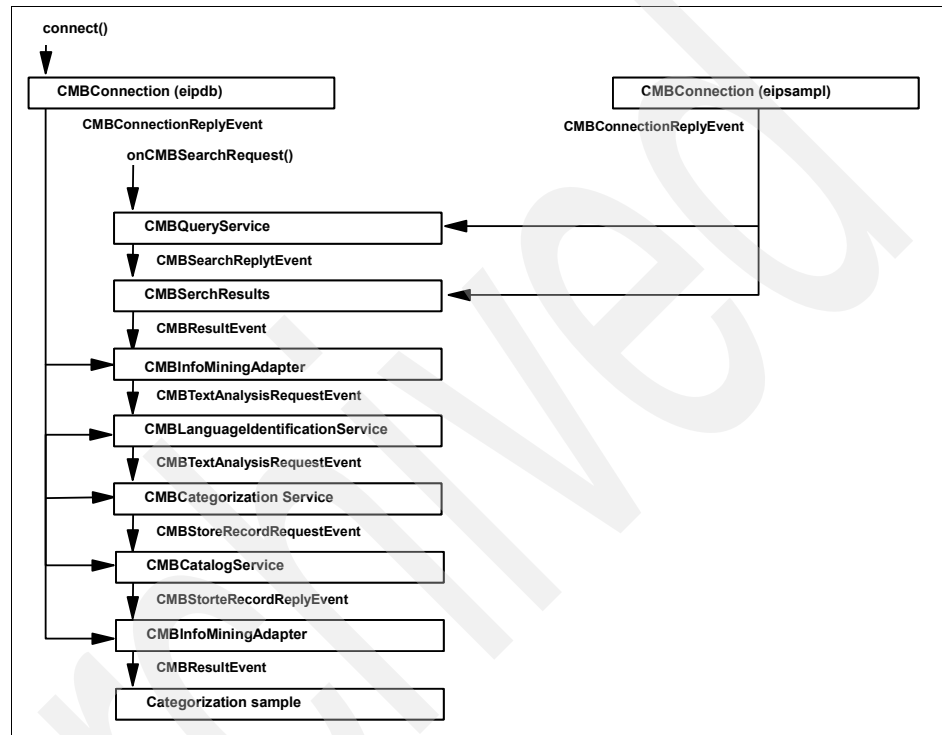 connect()
CMBConnection (eipdb)
CMBConnection (eipsampl)
CMBConnectionReplyEvent
CMBConnectionReplyEvent
onCMBSearchRequest()
CMBQueryService
CMBSearchReplytEvent
CMBSerchResults
CMBResultEvent
CMBInfoMiningAdapter
CMBTextAnalysisRequestEvent
CMBLanguageIdentificationService
CMBTextAnalysisRequestEvent
CMBCategorization Service
CMBStoreRecordRequestEvent
CMBCatalogService
CMBStorteRecordReplyEvent
CMBInfoMiningAdapter
CMBResultEvent
Categorization sample